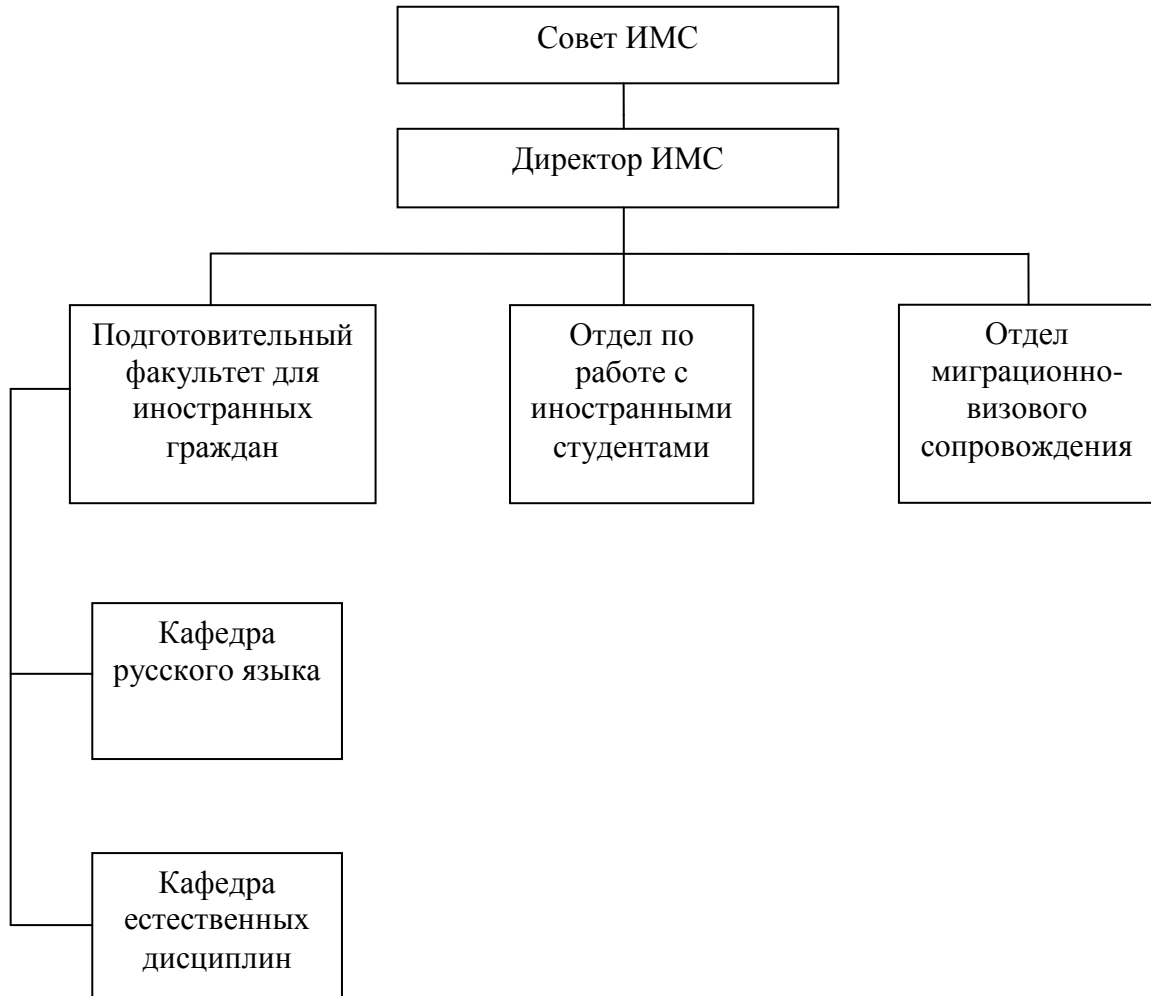 Совет ИМС
Директор ИМС
Подготовительный
факультет для
иностранных
граждан
Отдел по
работе с
иностранными
студентами
Отдел
миграционно-
визового
сопровождения
Кафедра
русского языка
Кафедра
естественных
дисциплин